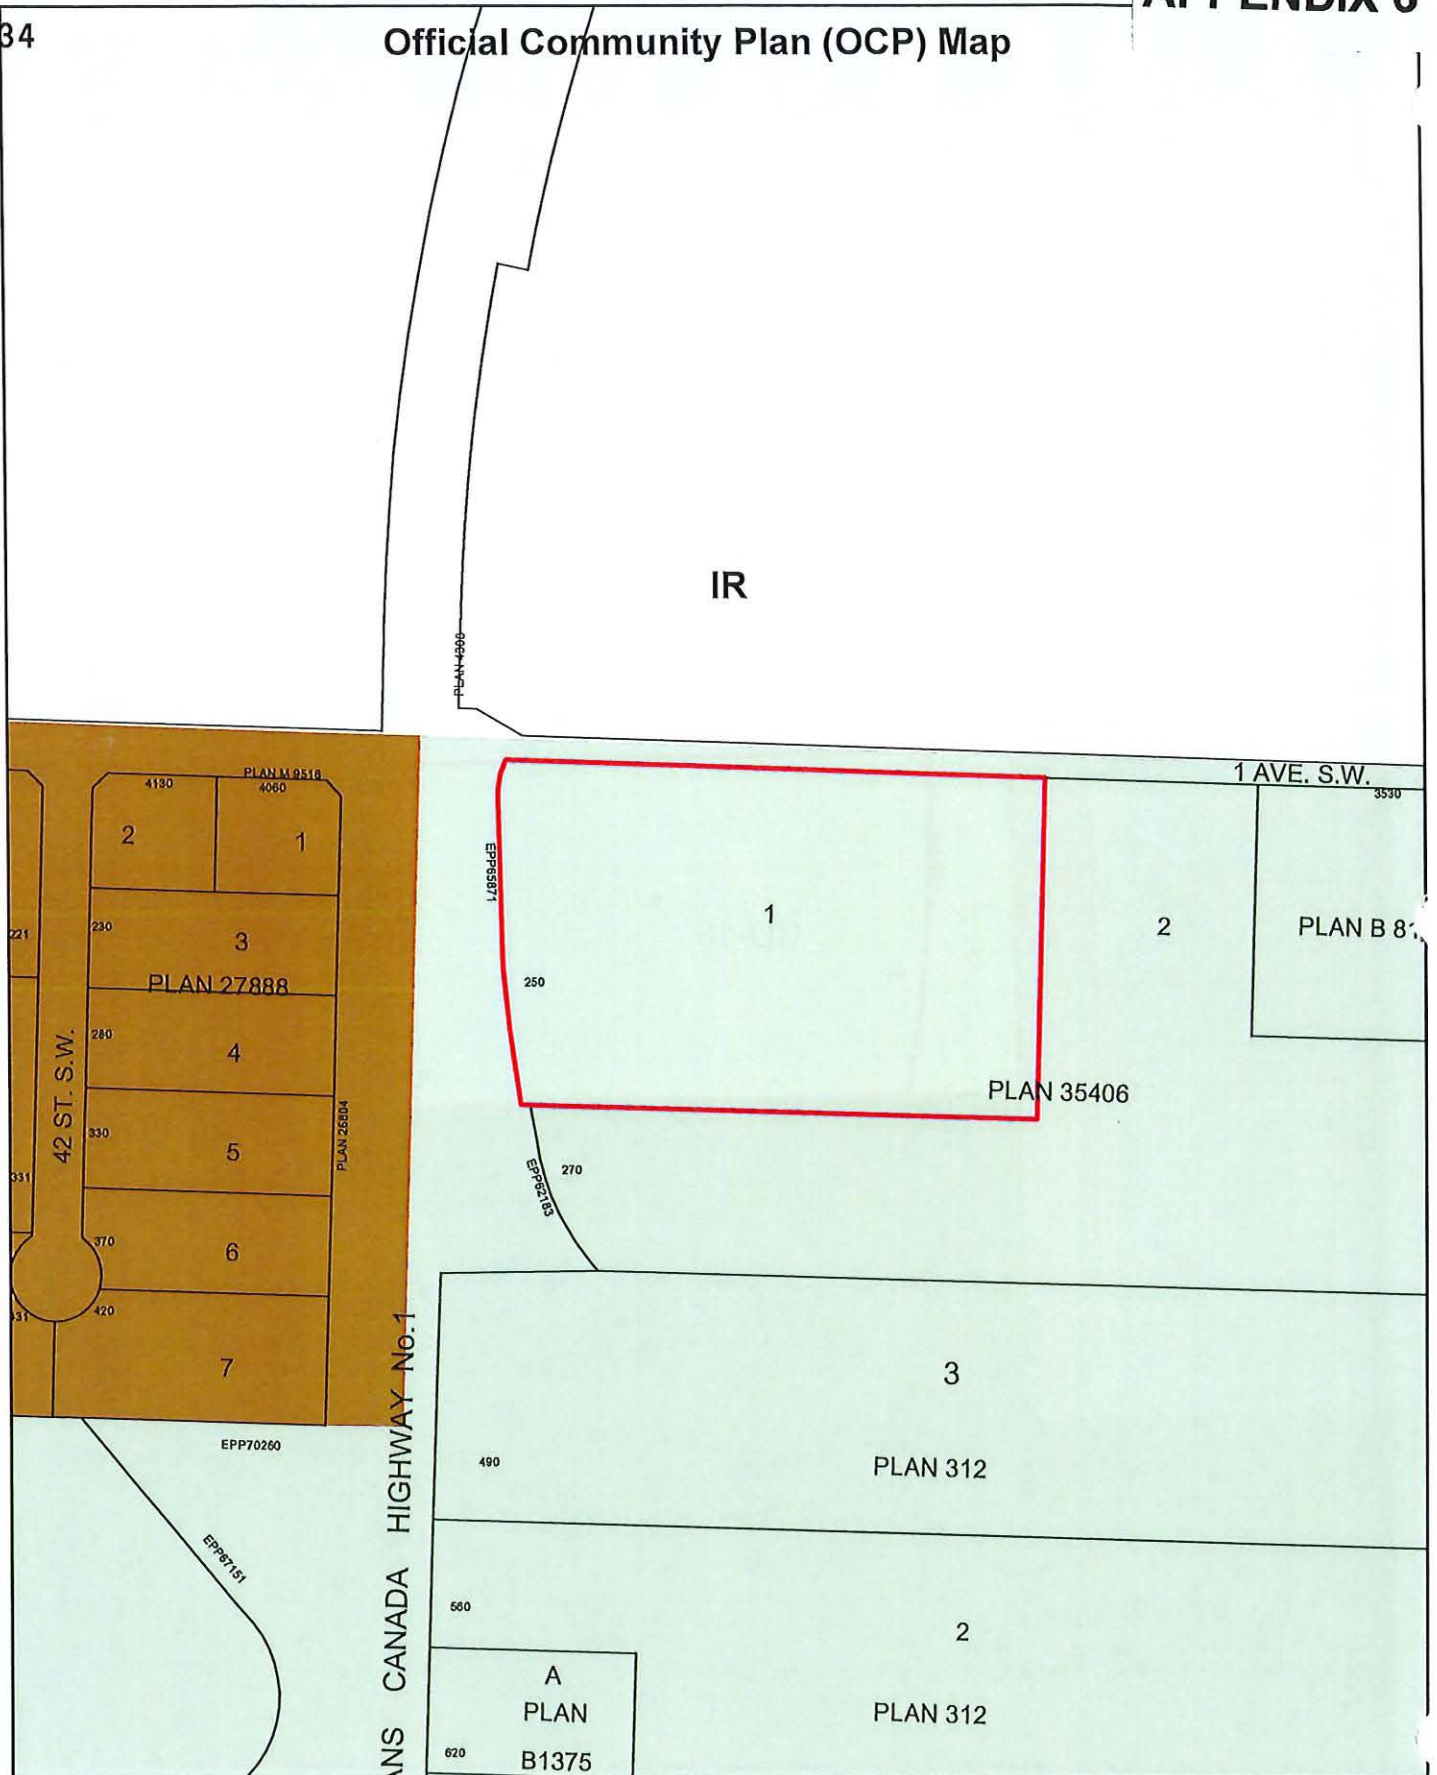 34
Official Community Plan (OCP) Map
IR
PLAN 4300
1 AVE. S.W.
3530
PLAN M 9516
4130
4060
2
1
EPP65871
1
2
PLAN B 81
221
230
3
PLAN 27888
250
42 ST. S.W.
280
4
PLAN 35406
330
5
PLAN 26804
331
EPP62183
270
370
6
420
7
HIGHWAY No.1
3
EPP70260
490
PLAN 312
EPP67151
CANADA
560
2
A
PLAN
B1375
PLAN 312
620